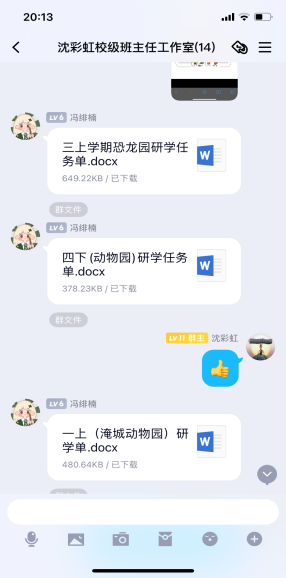 20:13
沈彩虹校级班主任工作室(14)
LV6 冯绯楠
三上学期恐龙园研学任
务单.docx
W
649.22KB / 已下载
群文件
LV6 冯绯楠
四下(动物园)研学任务
单.docx
W
378.23KB / 已下载
群文件
LV11 群主 沈彩虹
LV6 冯绯楠
一上（淹城动物园）研
学单.docx
W
480.64KB / 已下载